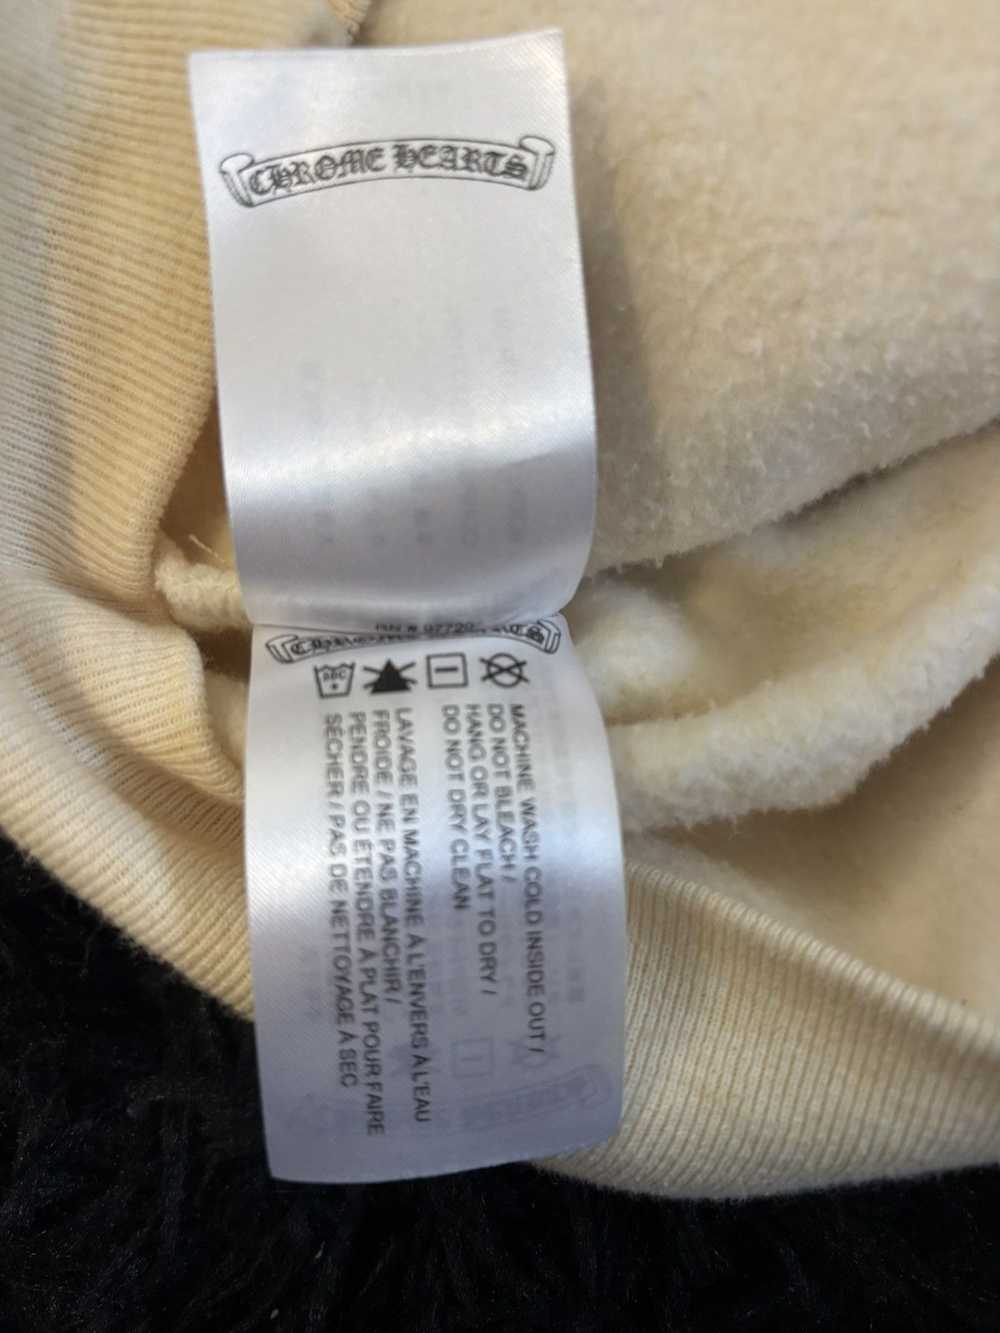 CHROME HEARTS
RN # 97720
MACHINE WASH COLD INSIDE OUT /
DO NOT BLEACH /
HANG OR LAY FLAT TO DRY /
DO NOT DRY CLEAN
LAVAGE EN MACHINE À L'ENVERS À L'EAU
FROIDE / NE PAS BLANCHIR /
PENDRE OU ÉTENDRE À PLAT POUR FAIRE
SÉCHER / PAS DE NETTOYAGE À SEC